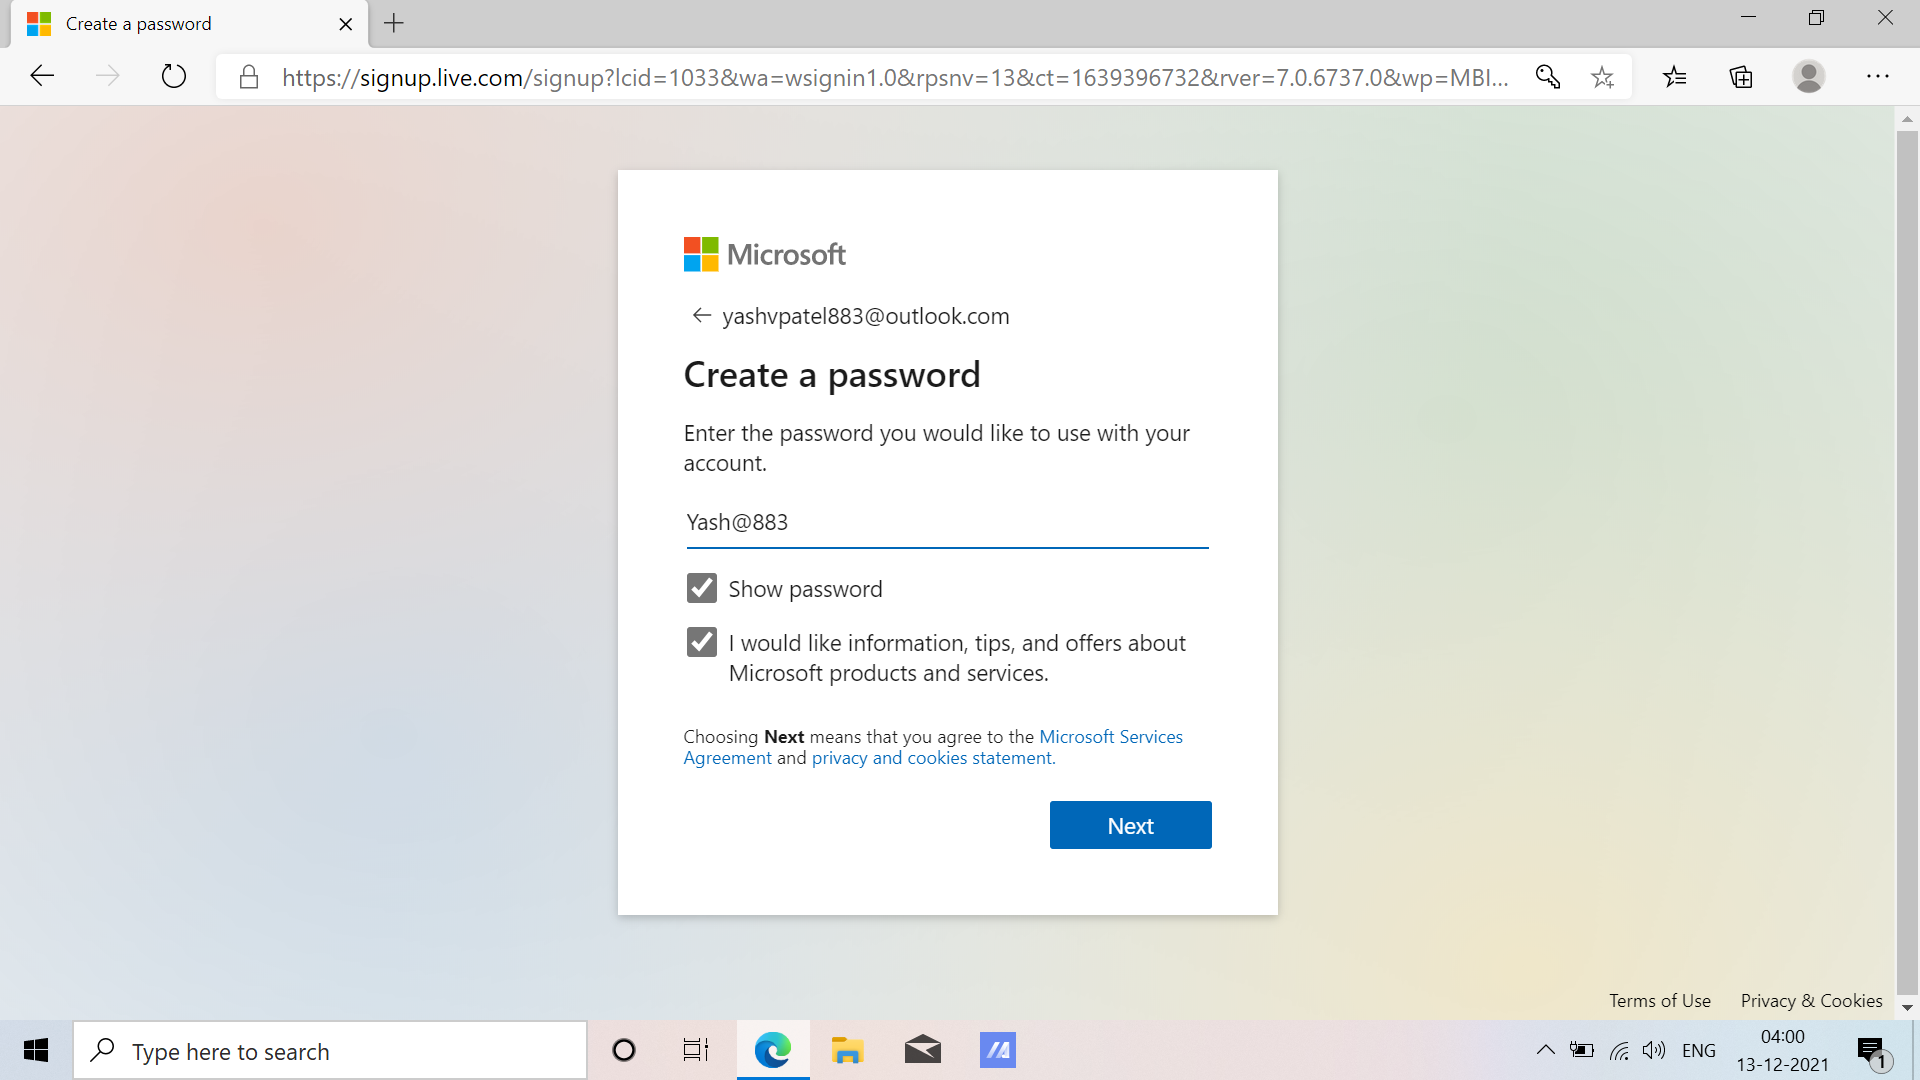 Create a password
https://signup.live.com/signup?lcid=1033&wa=wsignin1.0&rpsnv=13&ct=1639396732&rver=7.0.6737.0&wp=MBI...
Microsoft
yashvpatel883@outlook.com
Create a password
Enter the password you would like to use with your
account.
Yash@883
Show password
I would like information, tips, and offers about
Microsoft products and services.
Choosing Next means that you agree to the Microsoft Services
Agreement and privacy and cookies statement.
Next
Terms of Use Privacy & Cookies
Type here to search
ENG
04:00
13-12-2021
1